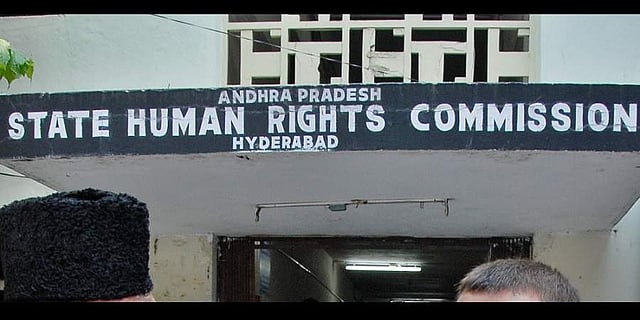 ANDHRA PRADESH
STATE HUMAN RIGHTS COMMISSION
HYDERABAD